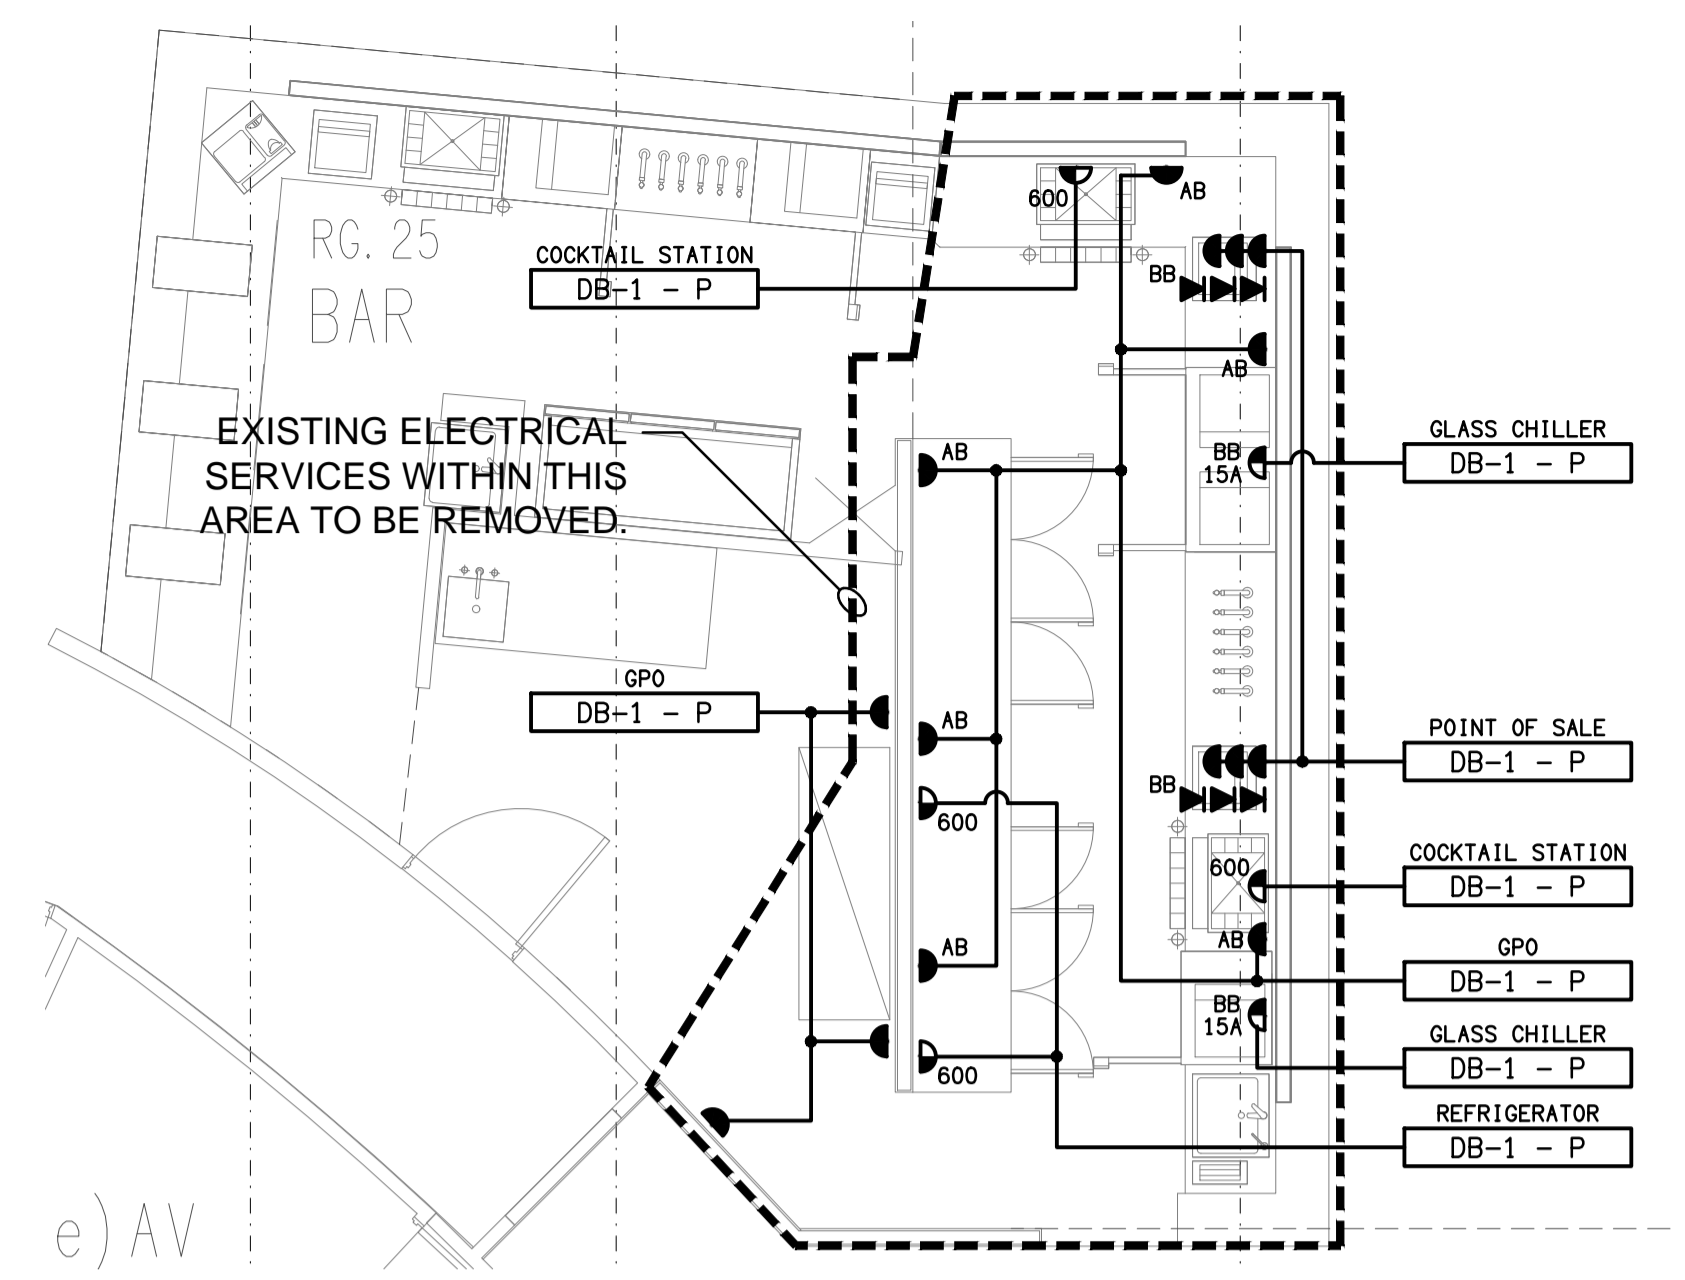 600
AB
RG. 25
COCKTAIL STATION
DB-1 - P
BB
BAR
AB
EXISTING ELECTRICAL
SERVICES WITHIN THIS
AREA TO BE REMOVED.
AB
BB
15A
GLASS CHILLER
DB-1 - P
GPO
DB-1 - P
AB
POINT OF SALE
DB-1 - P
BB
600
600
COCKTAIL STATION
DB-1 - P
AB
AB
GPO
DB-1 - P
BB
15A
GLASS CHILLER
DB-1 - P
600
REFRIGERATOR
DB-1 - P
e) AV